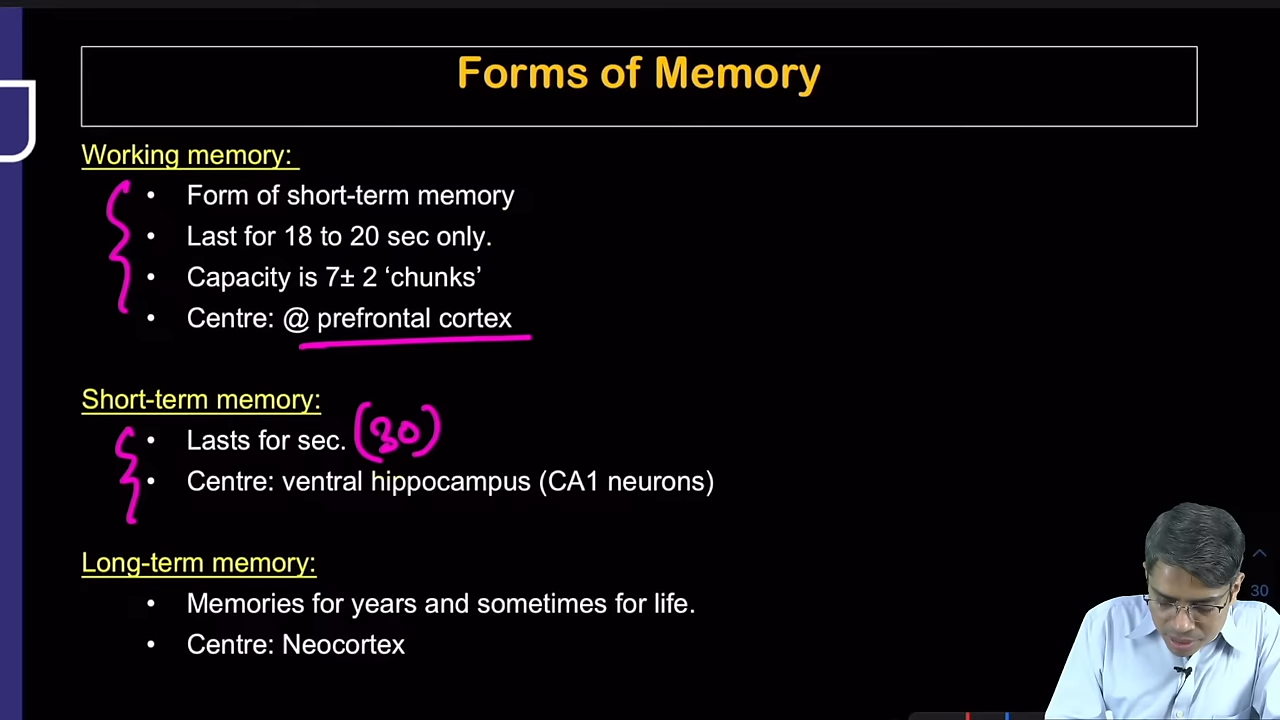 Forms of Memory
Working memory:
• Form of short-term memory
• Last for 18 to 20 sec only.
• Capacity is 7± 2 ‘chunks’
• Centre: @ prefrontal cortex
Short-term memory:
• Lasts for sec. (30)
• Centre: ventral hippocampus (CA1 neurons)
Long-term memory:
• Memories for years and sometimes for life.
• Centre: Neocortex
30